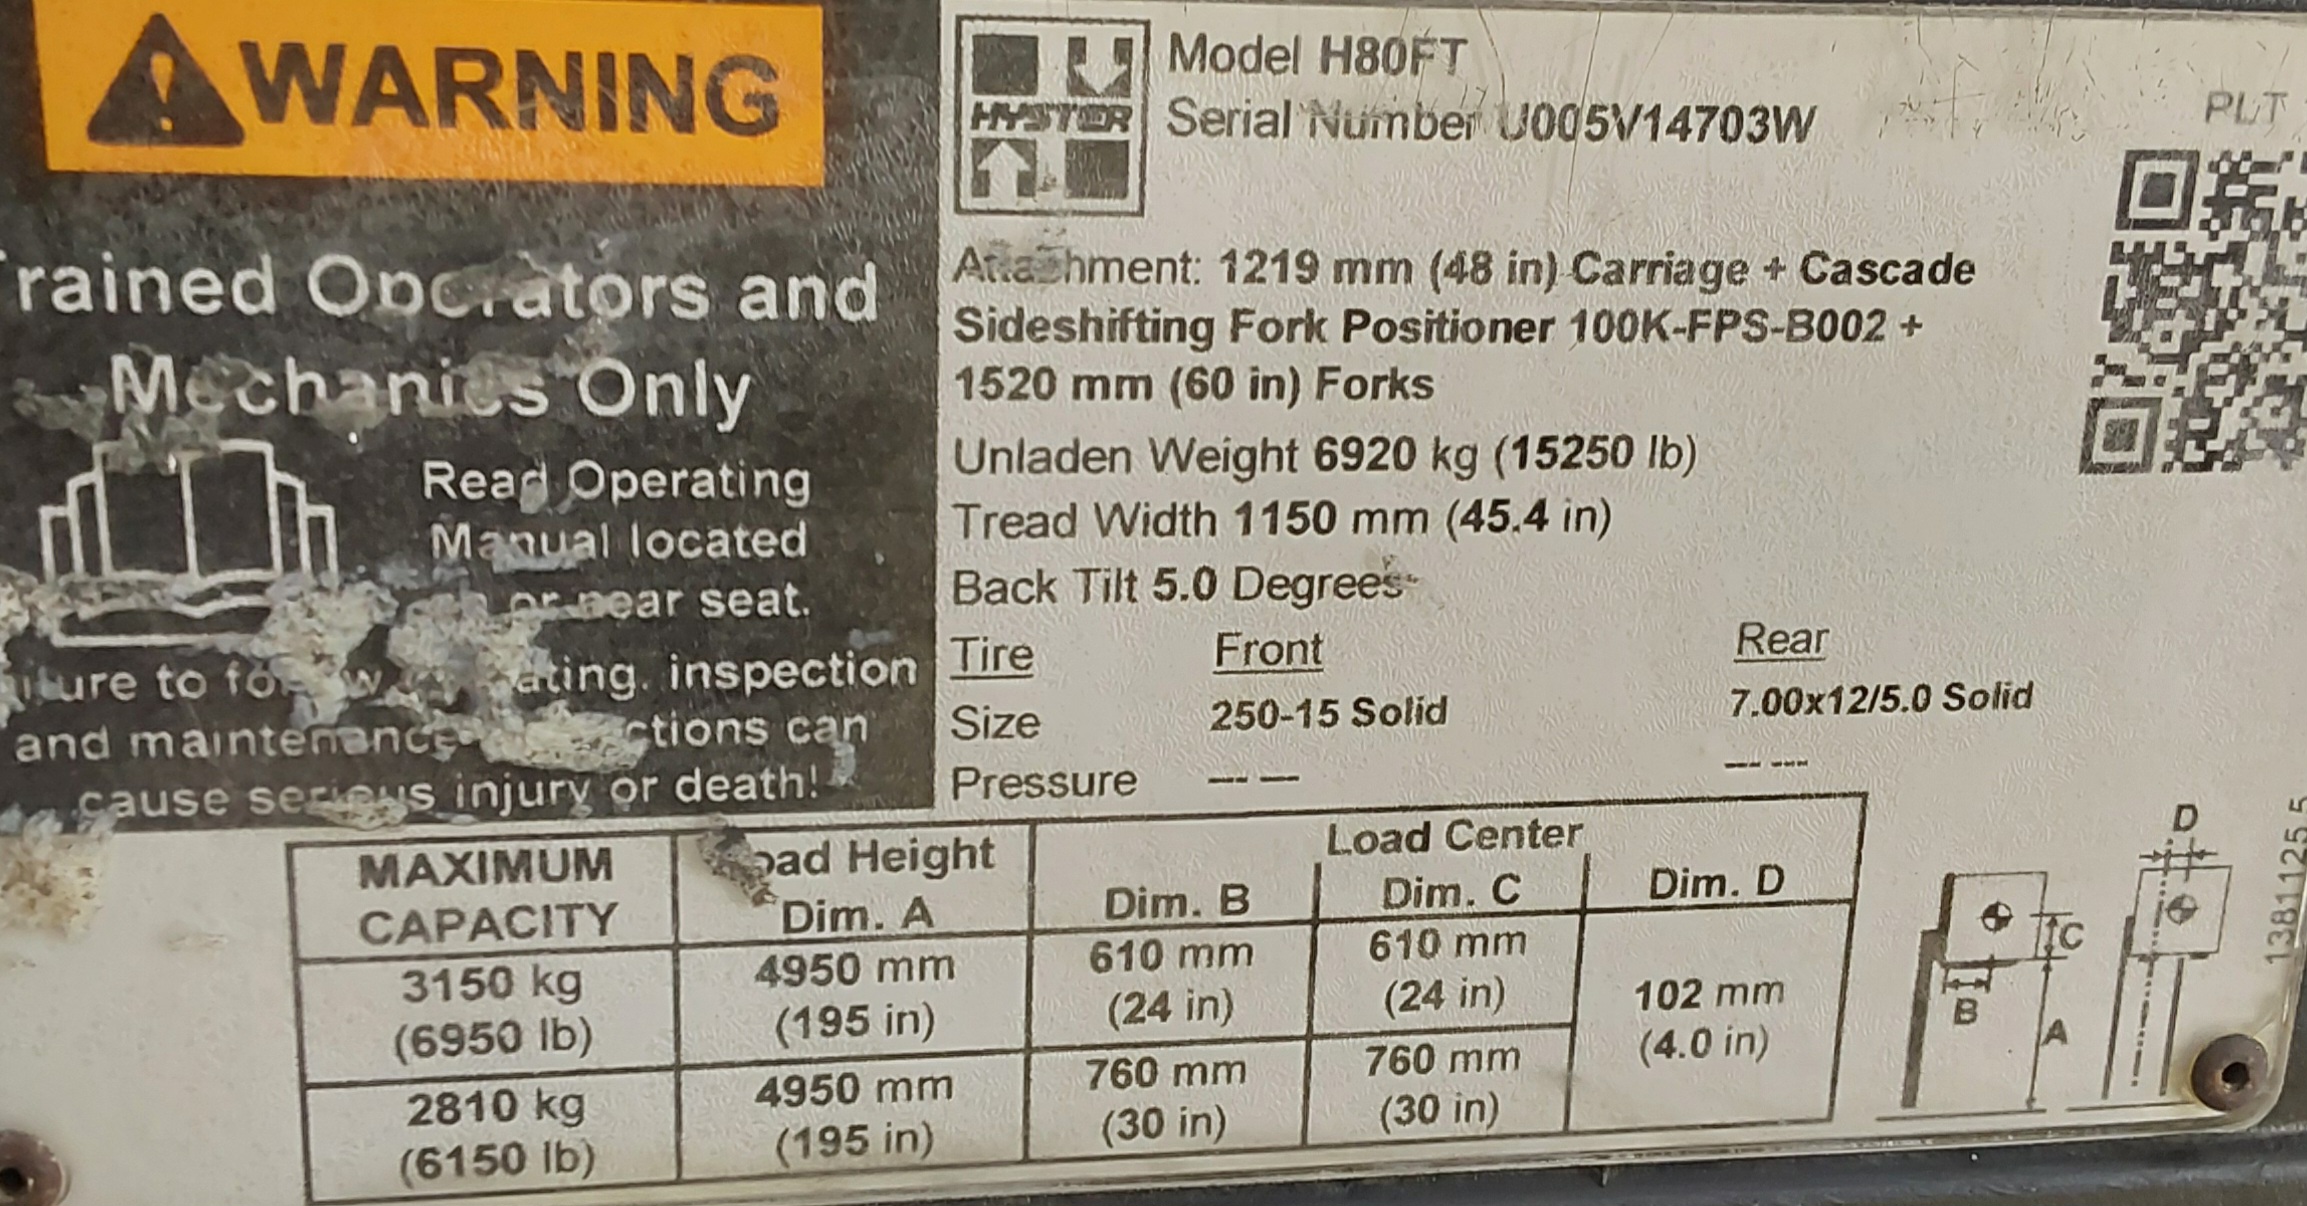 WARNING
Trained Operators and
Mechanics Only
Read Operating
Manual located
or near seat.
to inspection
and maintenance can
cause serious injury or death!
HYSTER
Model H80FT
Serial Number U005V14703W
PLT
Attachment: 1219 mm (48 in) Carriage + Cascade
Sideshifting Fork Positioner 100K-FPS-B002 +
1520 mm (60 in) Forks
Unladen Weight 6920 kg (15250 lb)
Tread Width 1150 mm (45.4 in)
Back Tilt 5.0 Degrees
Tire Front Rear
Size 250-15 Solid 7.00x12/5.0 Solid
Pressure -- -- -- --
MAXIMUM CAPACITY
Load Height Dim. A
Load Center
Dim. B Dim. C Dim. D
3150 kg 4950 mm 610 mm 610 mm
(6950 lb) (195 in) (24 in) (24 in)
102 mm
(4.0 in)
2810 kg 4950 mm 760 mm 760 mm
(6150 lb) (195 in) (30 in) (30 in)
B
C
A
D
1381125 5